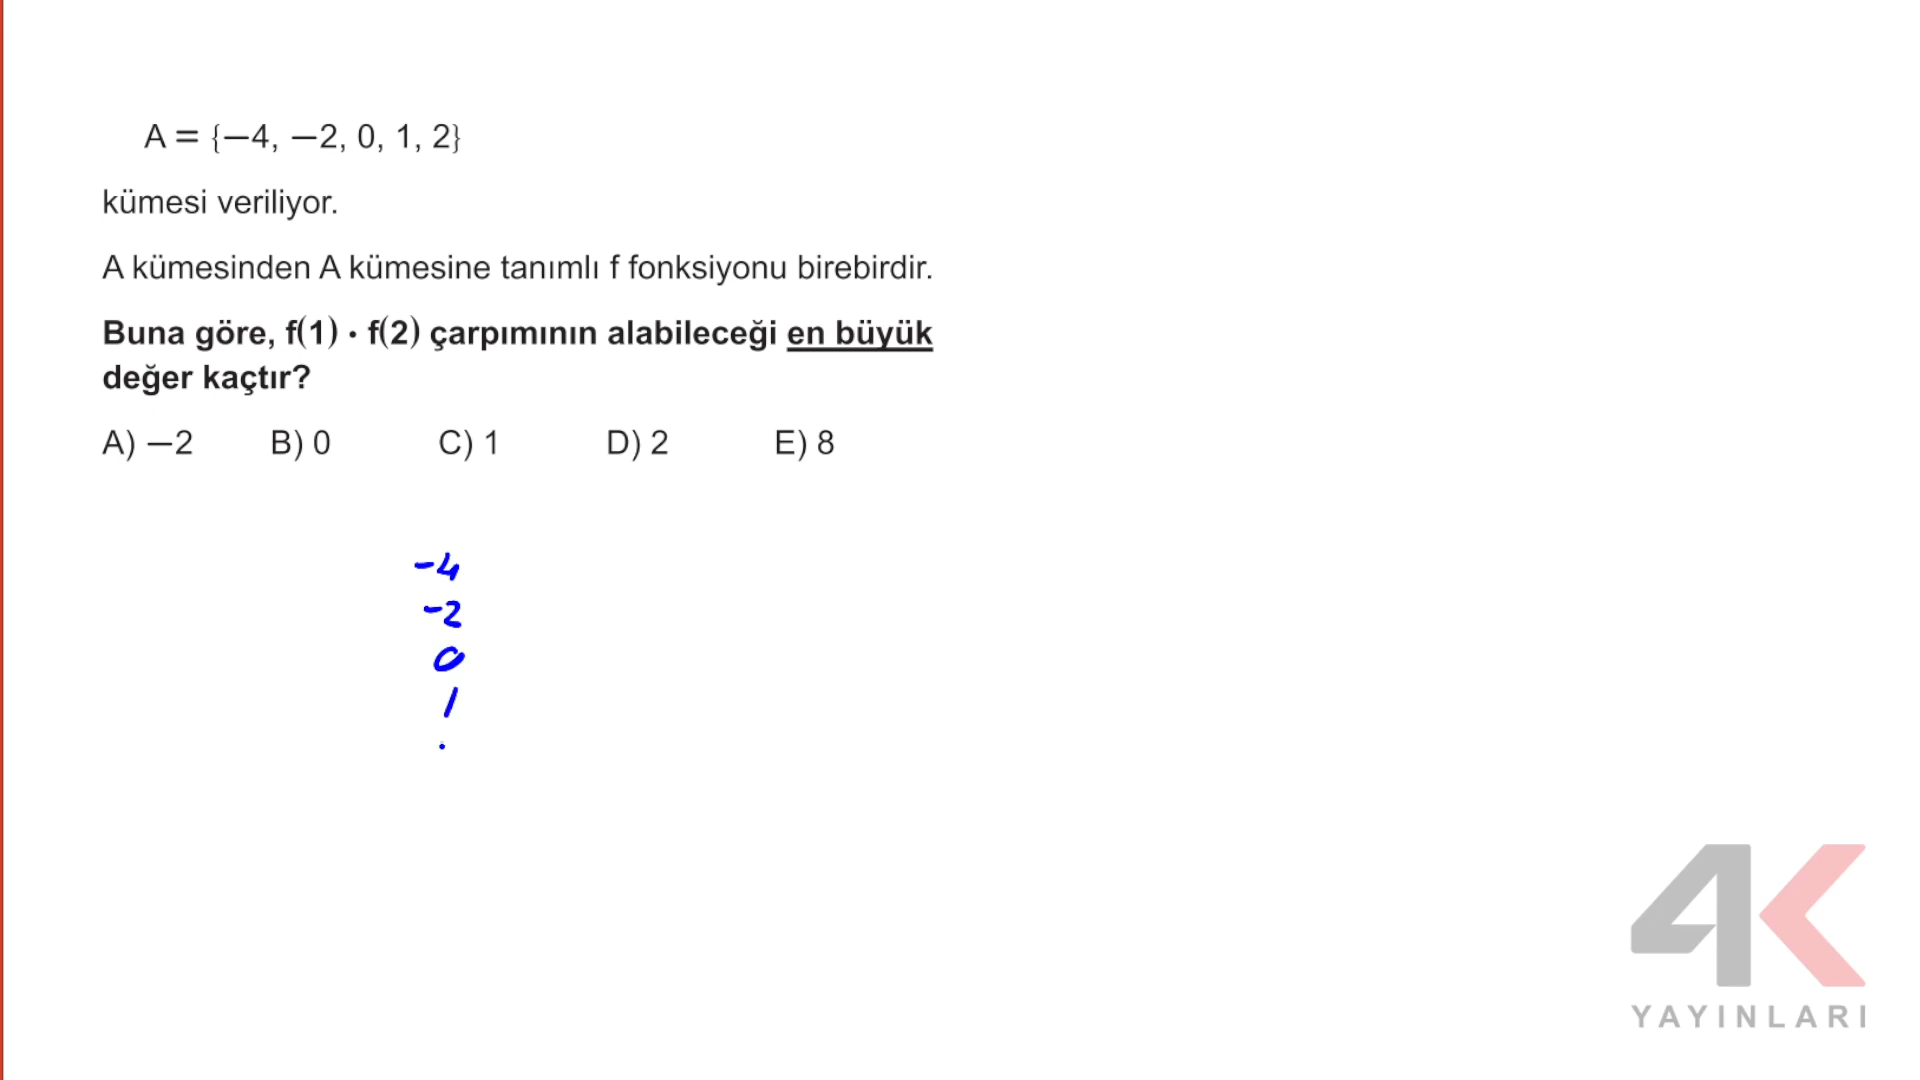 A = {−4, −2, 0, 1, 2}
kümesi veriliyor.
A kümesinden A kümesine tanımlı f fonksiyonu birebirdir.
Buna göre, f(1) · f(2) çarpımının alabileceği en büyük
değer kaçtır?
A) −2 B) 0 C) 1 D) 2 E) 8
-4
-2
0
1
4K
YAYINLARI